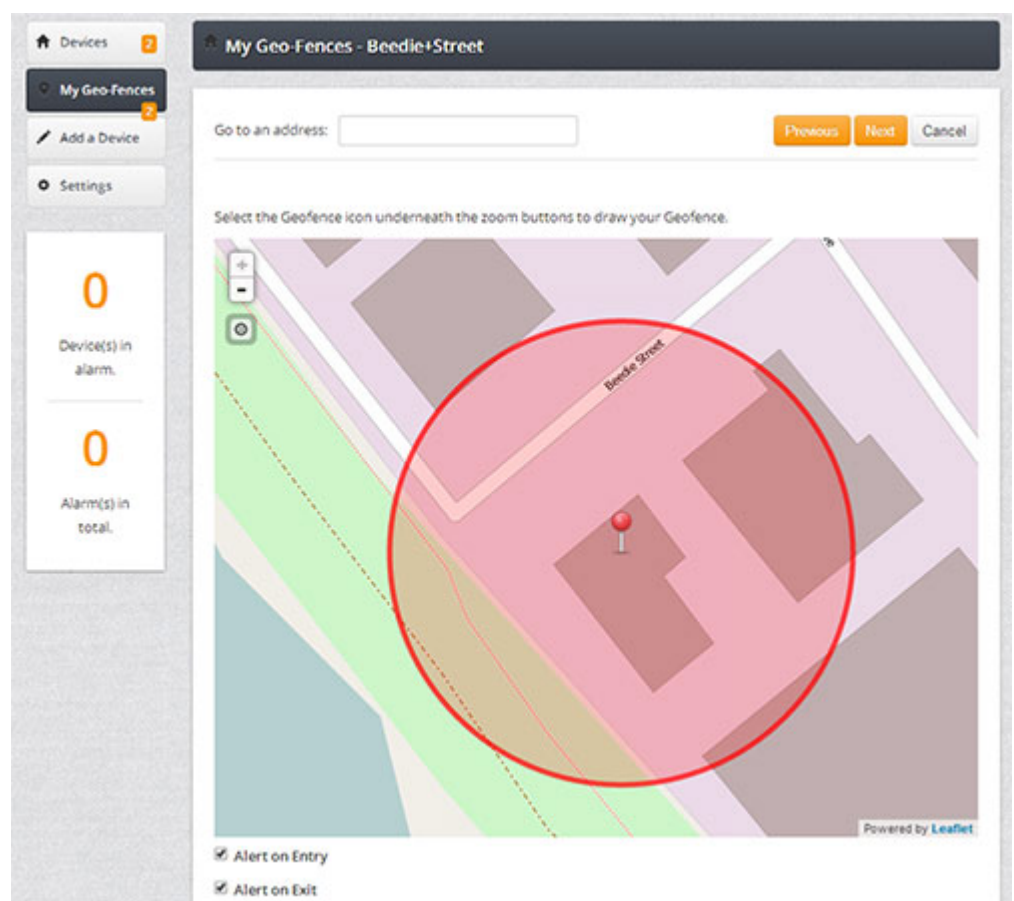 Devices 2
My Geo-Fences 2
Add a Device
Settings
0
Device(s) in
alarm.
0
Alarm(s) in
total.
My Geo-Fences - Beedie+Street
Go to an address:
Previous Next Cancel
Select the Geofence icon underneath the zoom buttons to draw your Geofence.
+
-
Beedie Street
Powered by Leaflet
Alert on Entry
Alert on Exit